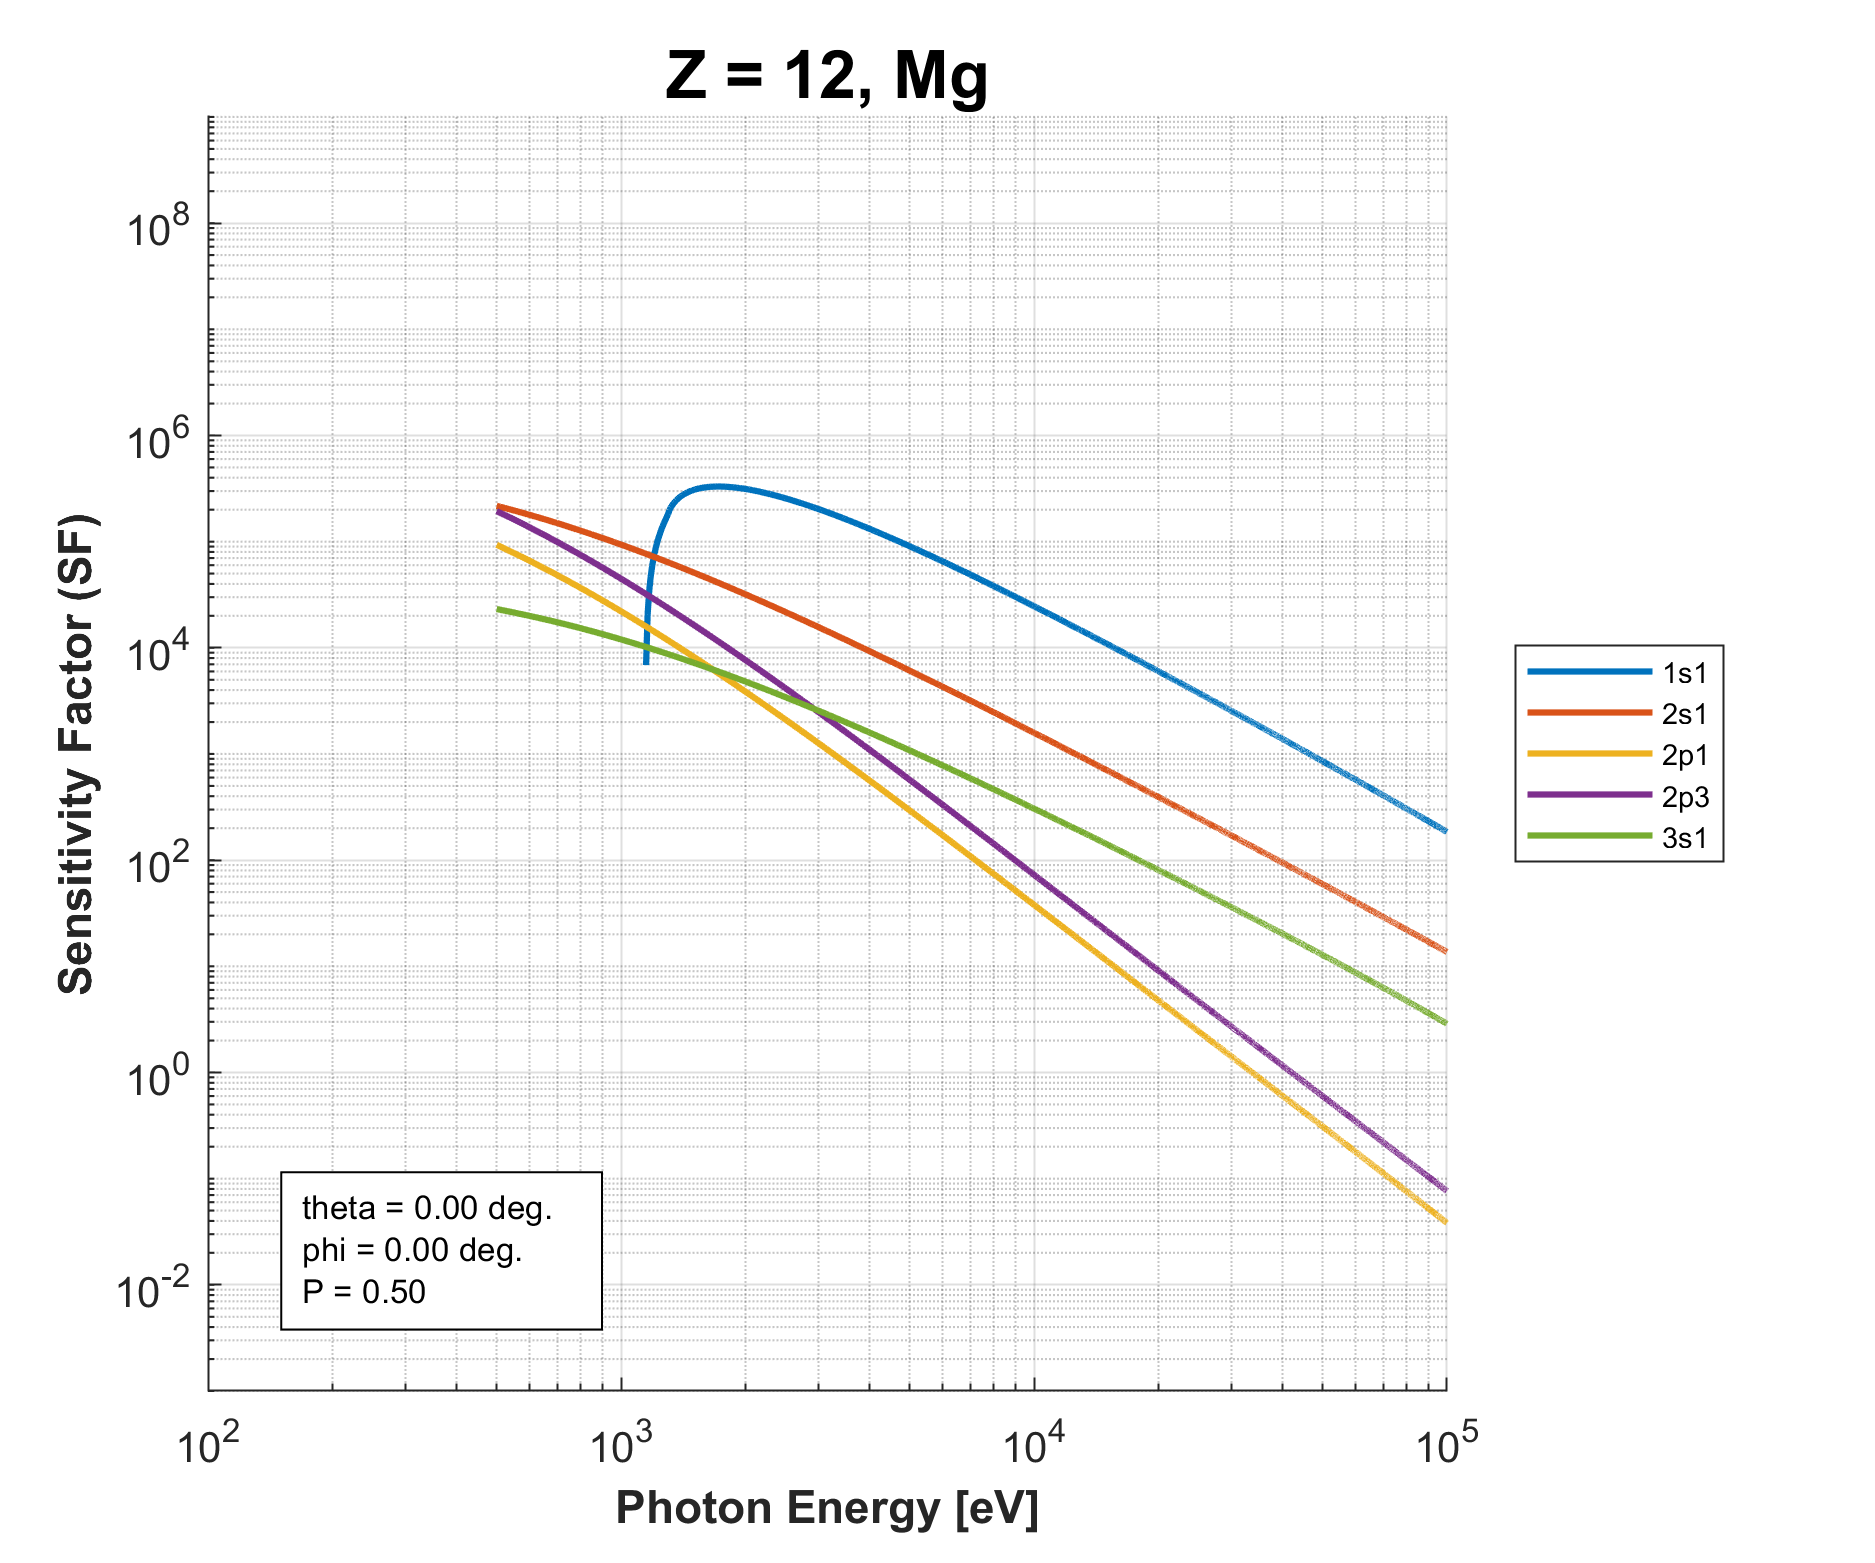 Z = 12, Mg
Sensitivity Factor (SF)
10^8
10^6
10^4
10^2
10^0
10^-2
10^2
10^3
10^4
10^5
Photon Energy [eV]
theta = 0.00 deg.
phi = 0.00 deg.
P = 0.50
1s1
2s1
2p1
2p3
3s1